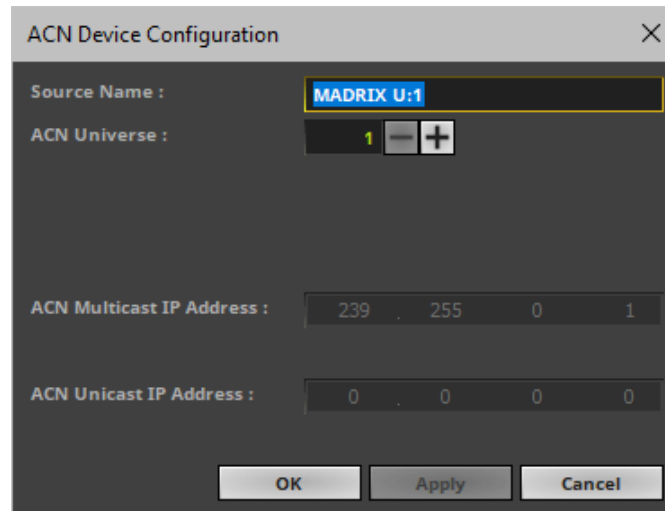 ACN Device Configuration
Source Name : MADRIX U:1
ACN Universe : 1
ACN Multicast IP Address : 239 . 255 0 1
ACN Unicast IP Address : 0 . 0 0 0
OK Apply Cancel